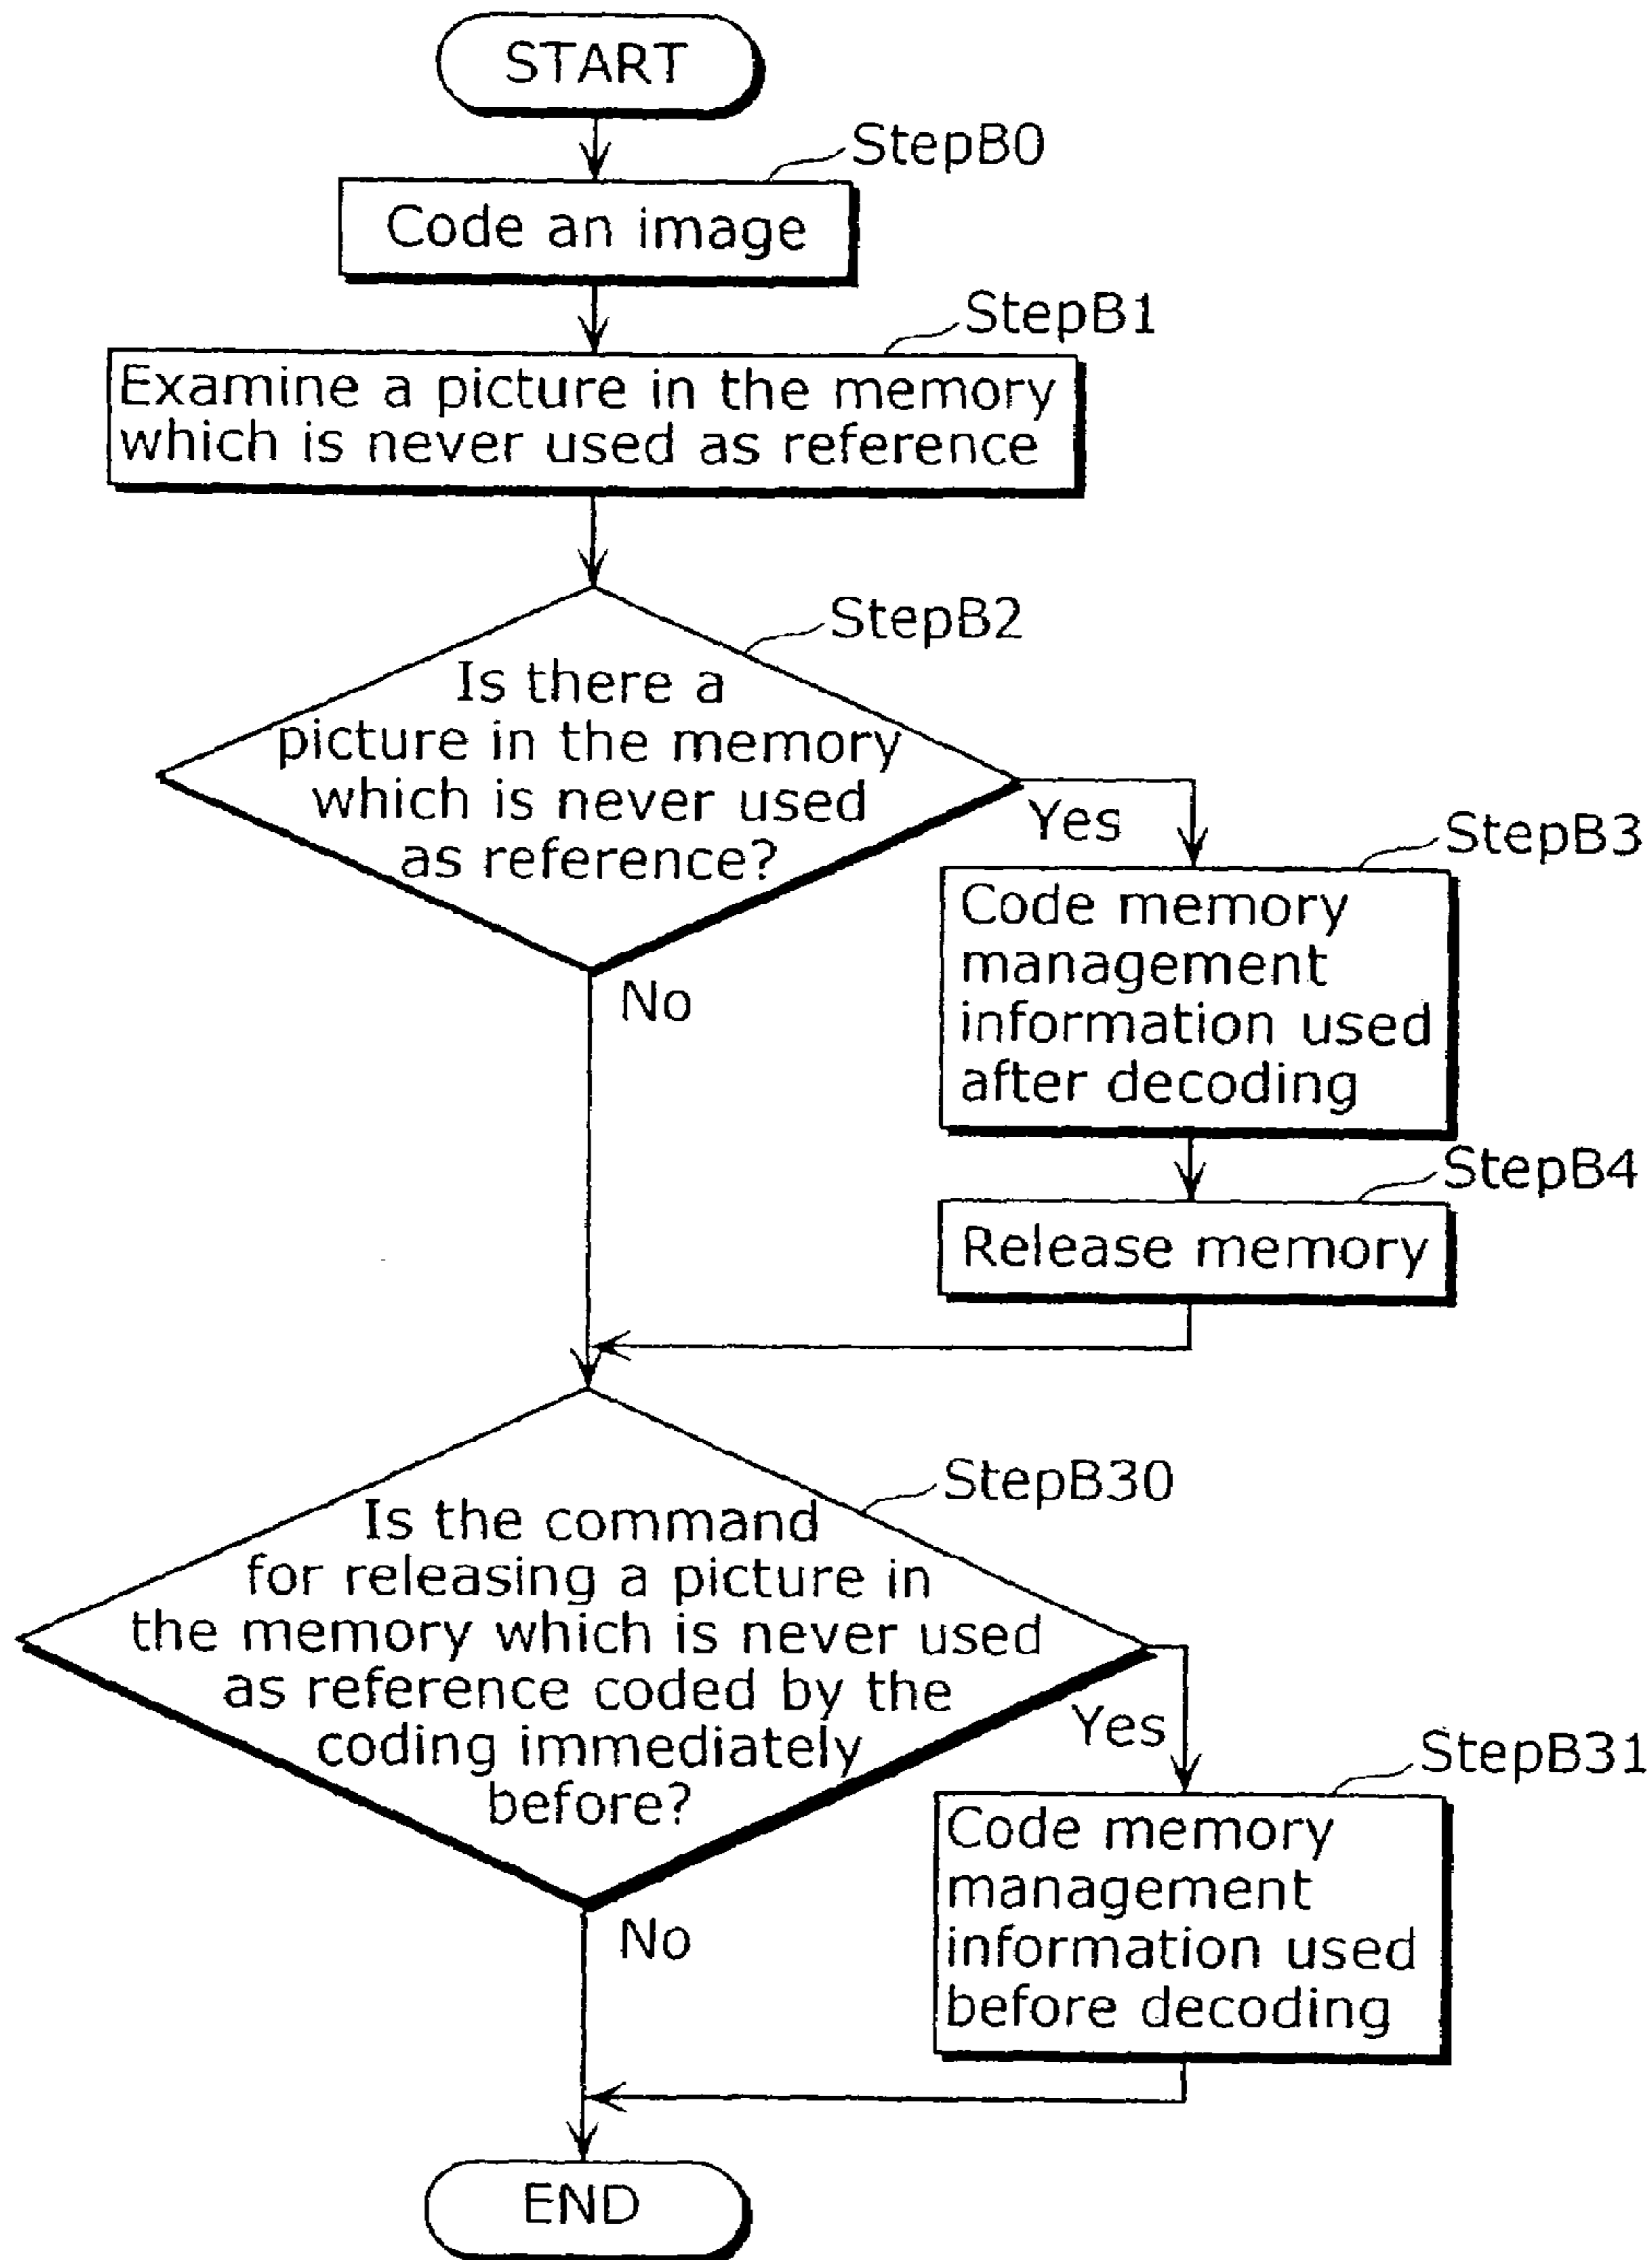 START
StepB0
Code an image
StepB1
Examine a picture in the memory
which is never used as reference
StepB2
Is there a
picture in the memory
which is never used
as reference?
Yes
No
StepB3
Code memory
management
information used
after decoding
StepB4
Release memory
StepB30
Is the command
for releasing a picture in
the memory which is never used
as reference coded by the
coding immediately
before?
Yes
No
StepB31
Code memory
management
information used
before decoding
END